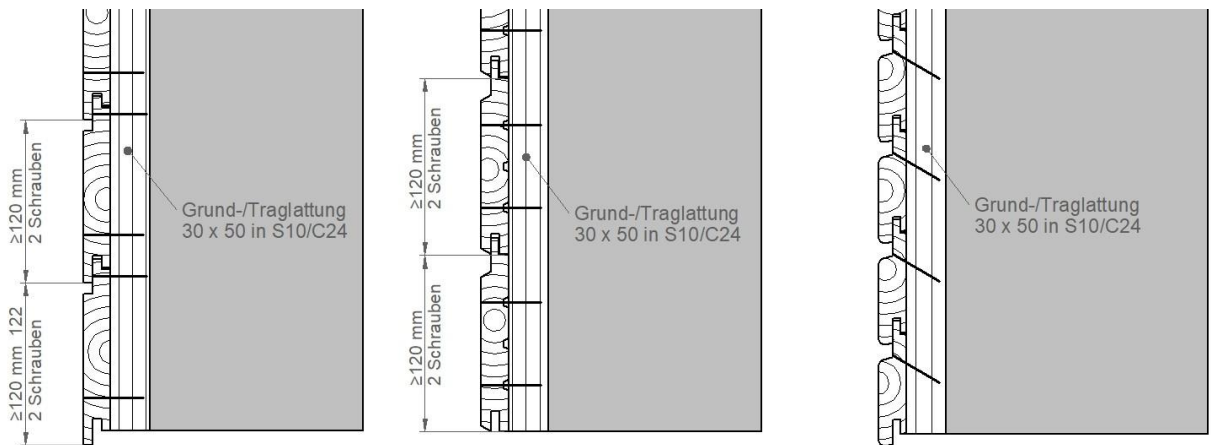 ≥120 mm
2 Schrauben
≥120 mm 122
2 Schrauben
Grund-/Traglattung
30 x 50 in S10/C24
≥120 mm
2 Schrauben
≥120 mm
2 Schrauben
Grund-/Traglattung
30 x 50 in S10/C24
Grund-/Traglattung
30 x 50 in S10/C24